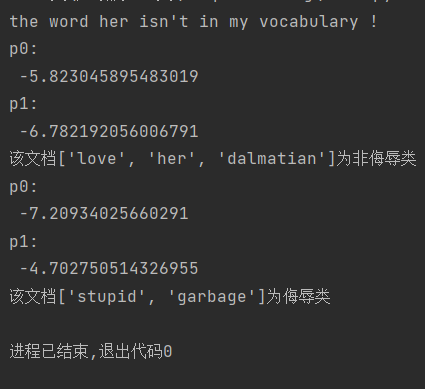 the word her isn't in my vocabulary !
p0:
-5.823045895483019
p1:
-6.782192056006791
该文档['love', 'her', 'dalmatian']为非侮辱类
p0:
-7.20934025660291
p1:
-4.702750514326955
该文档['stupid', 'garbage']为侮辱类
进程已结束,退出代码0